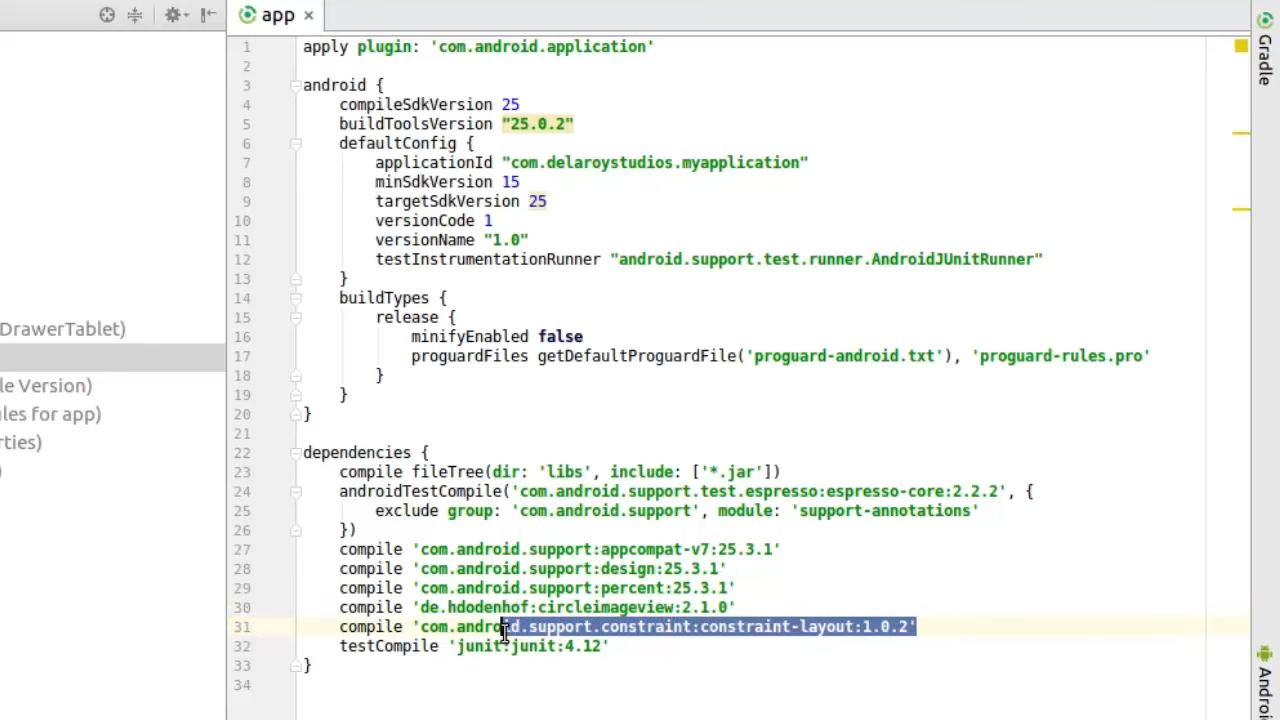 app
1 apply plugin: 'com.android.application'
2
3 android {
4 compileSdkVersion 25
5 buildToolsVersion "25.0.2"
6 defaultConfig {
7 applicationId "com.delaroystudios.myapplication"
8 minSdkVersion 15
9 targetSdkVersion 25
10 versionCode 1
11 versionName "1.0"
12 testInstrumentationRunner "android.support.test.runner.AndroidJUnitRunner"
13 }
14 buildTypes {
15 release {
16 minifyEnabled false
17 proguardFiles getDefaultProguardFile('proguard-android.txt'), 'proguard-rules.pro'
18 }
19 }
20 }
21
22 dependencies {
23 compile fileTree(dir: 'libs', include: ['*.jar'])
24 androidTestCompile('com.android.support.test.espresso:espresso-core:2.2.2', {
25 exclude group: 'com.android.support', module: 'support-annotations'
26 })
27 compile 'com.android.support:appcompat-v7:25.3.1'
28 compile 'com.android.support:design:25.3.1'
29 compile 'com.android.support:percent:25.3.1'
30 compile 'de.hdodenhof:circleimageview:2.1.0'
31 compile 'com.android.support.constraint:constraint-layout:1.0.2'
32 testCompile 'junit:junit:4.12'
33 }
34
DrawerTablet)
le Version)
ules for app)
rties)
)
Gradle
Androi